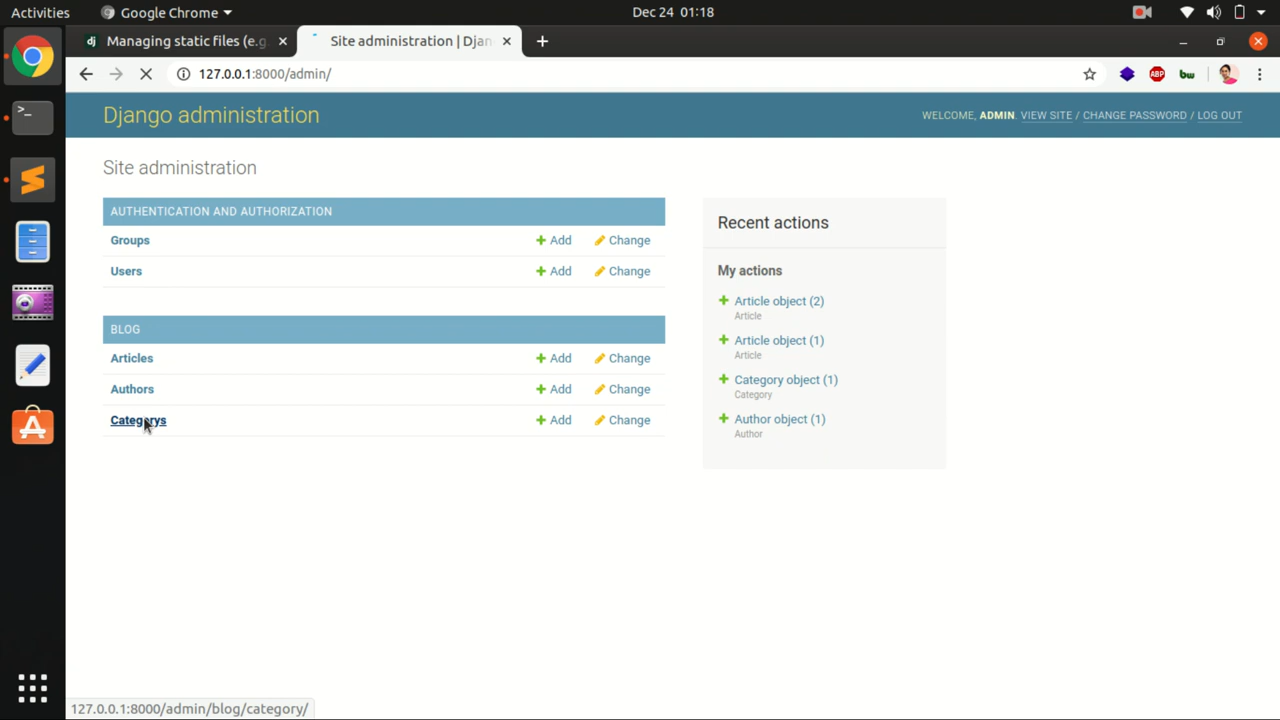 Activities
Google Chrome
Dec 24 01:18
dj Managing static files (e.g
Site administration | Djan
127.0.0.1:8000/admin/
ABP
bw
Django administration
WELCOME, ADMIN. VIEW SITE / CHANGE PASSWORD / LOG OUT
Site administration
AUTHENTICATION AND AUTHORIZATION
Groups Add Change
Users Add Change
BLOG
Articles Add Change
Authors Add Change
Categorys Add Change
Recent actions
My actions
Article object (2)
Article
Article object (1)
Article
Category object (1)
Category
Author object (1)
Author
127.0.0.1:8000/admin/blog/category/